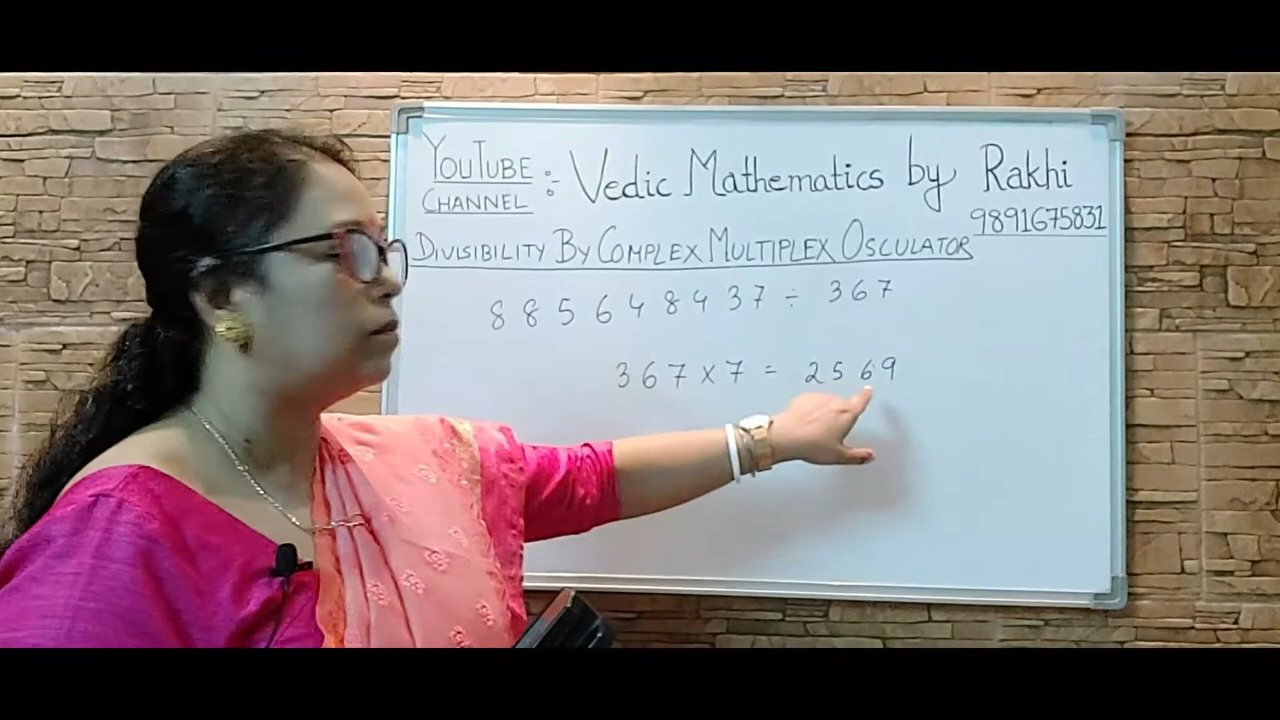 YOUTUBE CHANNEL :- Vedic Mathematics by Rakhi
9891675831
DIVISIBILITY BY COMPLEX MULTIPLEX OSCULATOR
8 8 5 6 4 8 4 3 7 ÷ 3 6 7
3 6 7 x 7 = 2 5 6 9